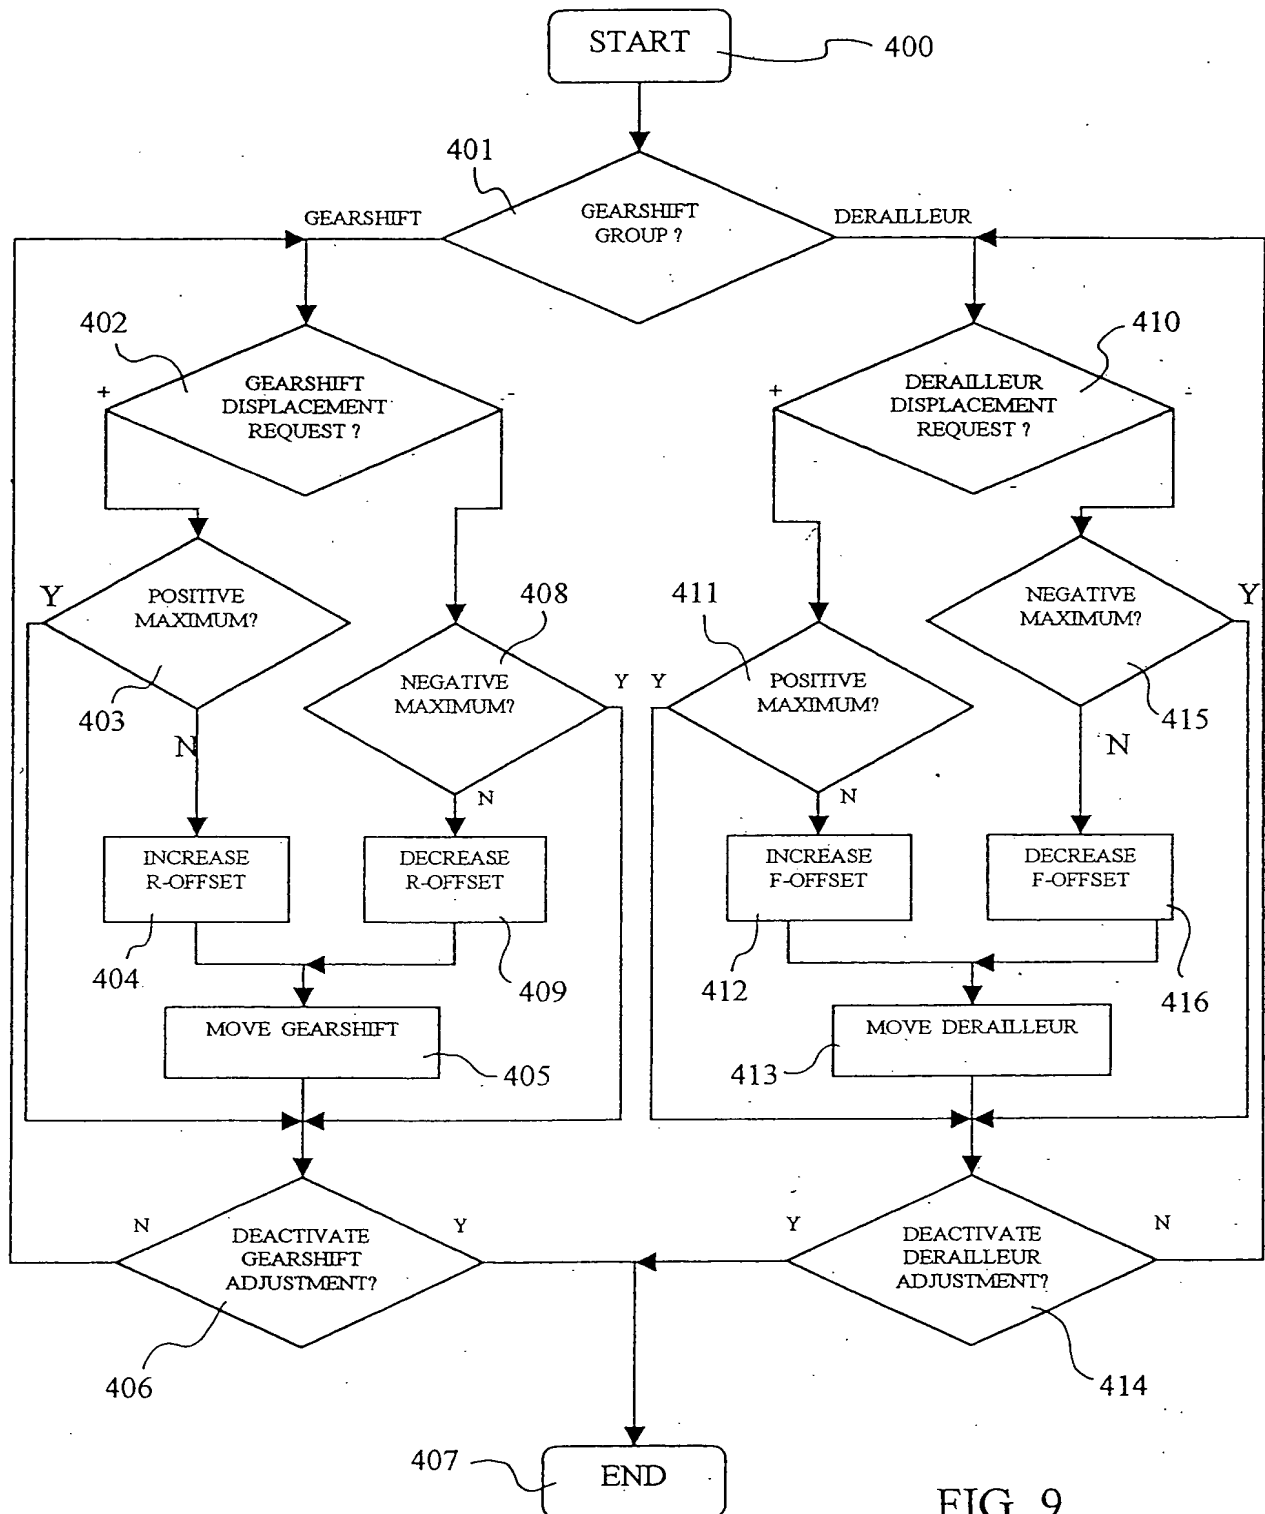 START
400
401
GEARSHIFT
GROUP ?
GEARSHIFT
DERAILLEUR
402
+
-
GEARSHIFT
DISPLACEMENT
REQUEST ?
410
+
-
DERAILLEUR
DISPLACEMENT
REQUEST ?
Y
POSITIVE
MAXIMUM?
403
N
408
NEGATIVE
MAXIMUM?
Y
N
411
Y
POSITIVE
MAXIMUM?
N
NEGATIVE
MAXIMUM?
Y
415
N
INCREASE
R-OFFSET
404
DECREASE
R-OFFSET
409
INCREASE
F-OFFSET
412
DECREASE
F-OFFSET
416
MOVE GEARSHIFT
405
MOVE DERAILLEUR
413
N
DEACTIVATE
GEARSHIFT
ADJUSTMENT?
Y
406
Y
DEACTIVATE
DERAILLEUR
ADJUSTMENT?
N
414
407
END
FIG. 9